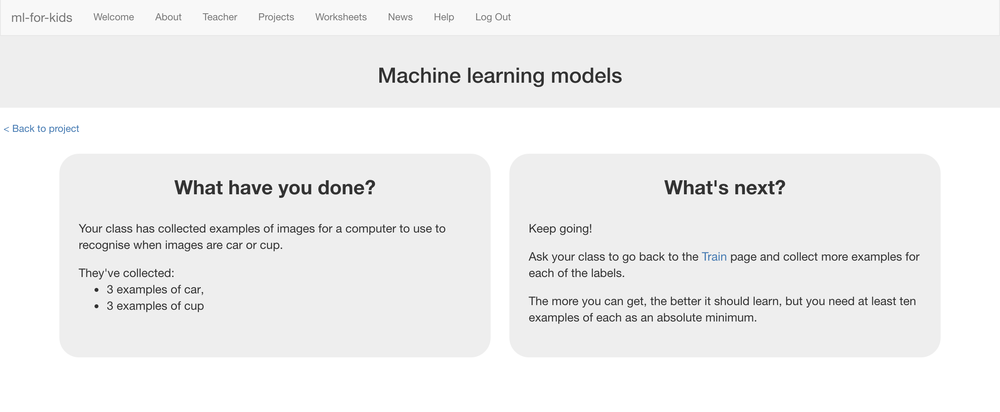 ml-for-kids Welcome About Teacher Projects Worksheets News Help Log Out
Machine learning models
< Back to project
What have you done?
Your class has collected examples of images for a computer to use to
recognise when images are car or cup.
They've collected:
• 3 examples of car,
• 3 examples of cup
What's next?
Keep going!
Ask your class to go back to the Train page and collect more examples for
each of the labels.
The more you can get, the better it should learn, but you need at least ten
examples of each as an absolute minimum.